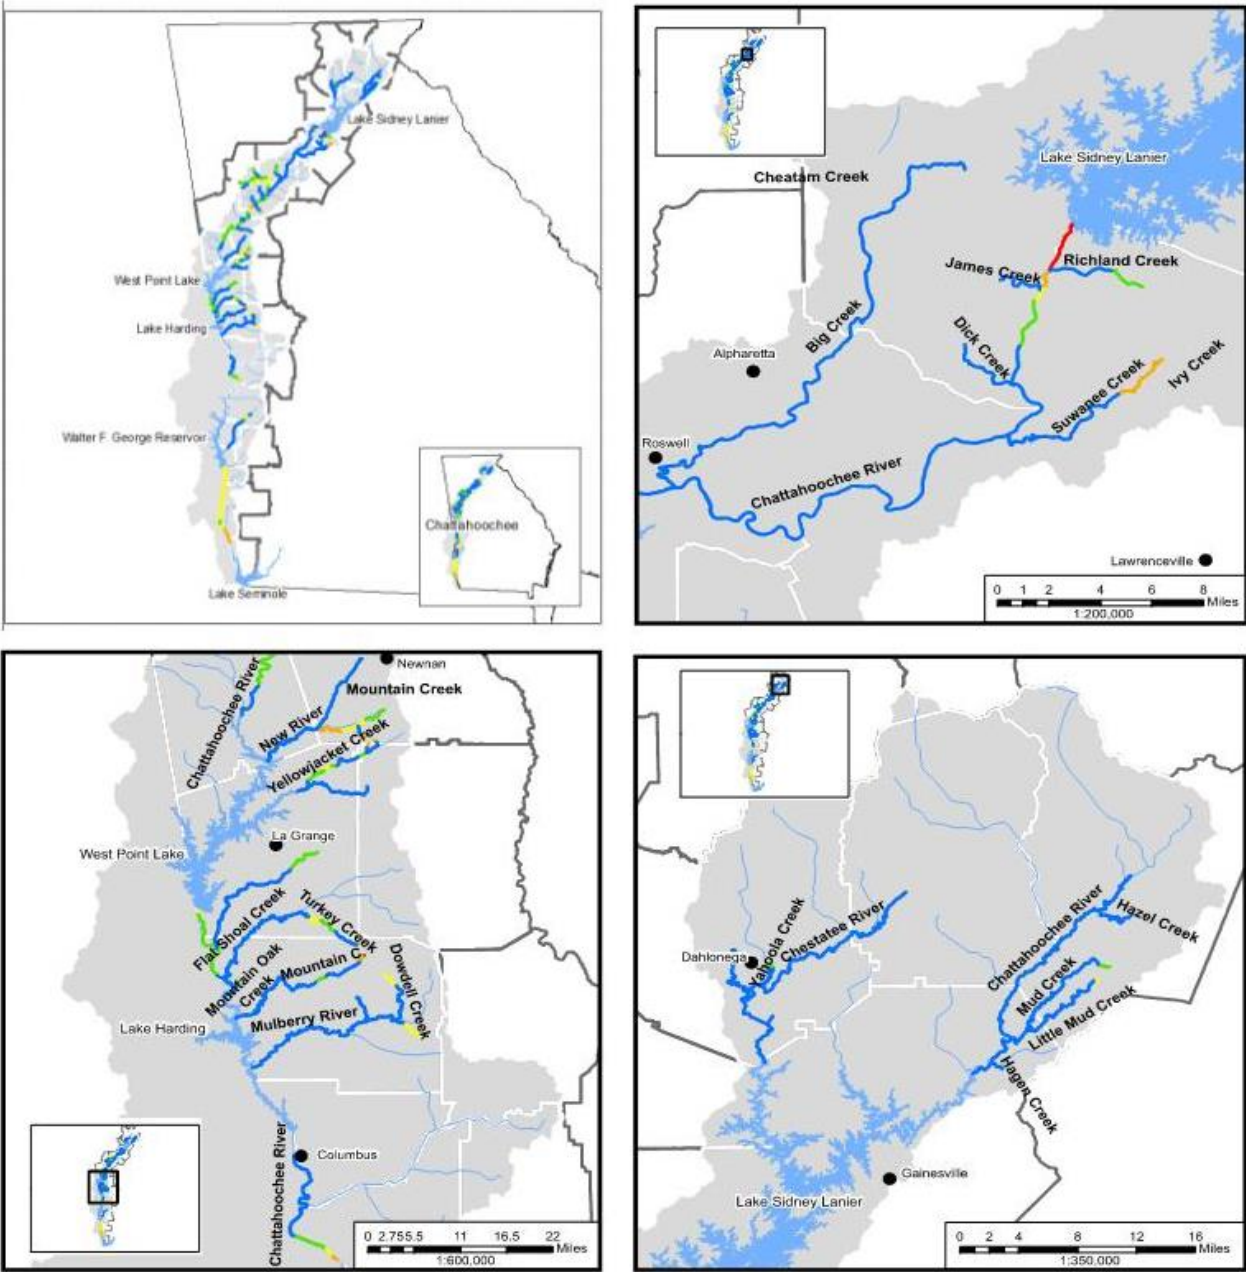 Lake Sidney Lanier
West Point Lake
Lake Harding
Walter F. George Reservoir
Chattahoochee
Lake Seminole
Lake Sidney Lanier
Cheatam Creek
James Creek
Richland Creek
Big Creek
Dick Creek
Alpharetta
Suwanee Creek
Ivy Creek
Roswell
Chattahoochee River
Lawrenceville
0 1 2 4 6 8
Miles
1:200,000
Newnan
Chattahoochee River
Mountain Creek
New River
Yellowjacket Creek
La Grange
West Point Lake
Flat Shoal Creek
Turkey Creek
Mountain Oak
Creek
Mountain C.
Dowdell Creek
Lake Harding
Mulberry River
Columbus
Chattahoochee River
0 2.755.5 11 16.5 22
Miles
1:600,000
Yahoola Creek
Chestatee River
Chattahoochee River
Hazel Creek
Dahlonega
Mud Creek
Little Mud Creek
Hagen Creek
Gainesville
Lake Sidney Lanier
0 2 4 8 12 16
Miles
1:350,000